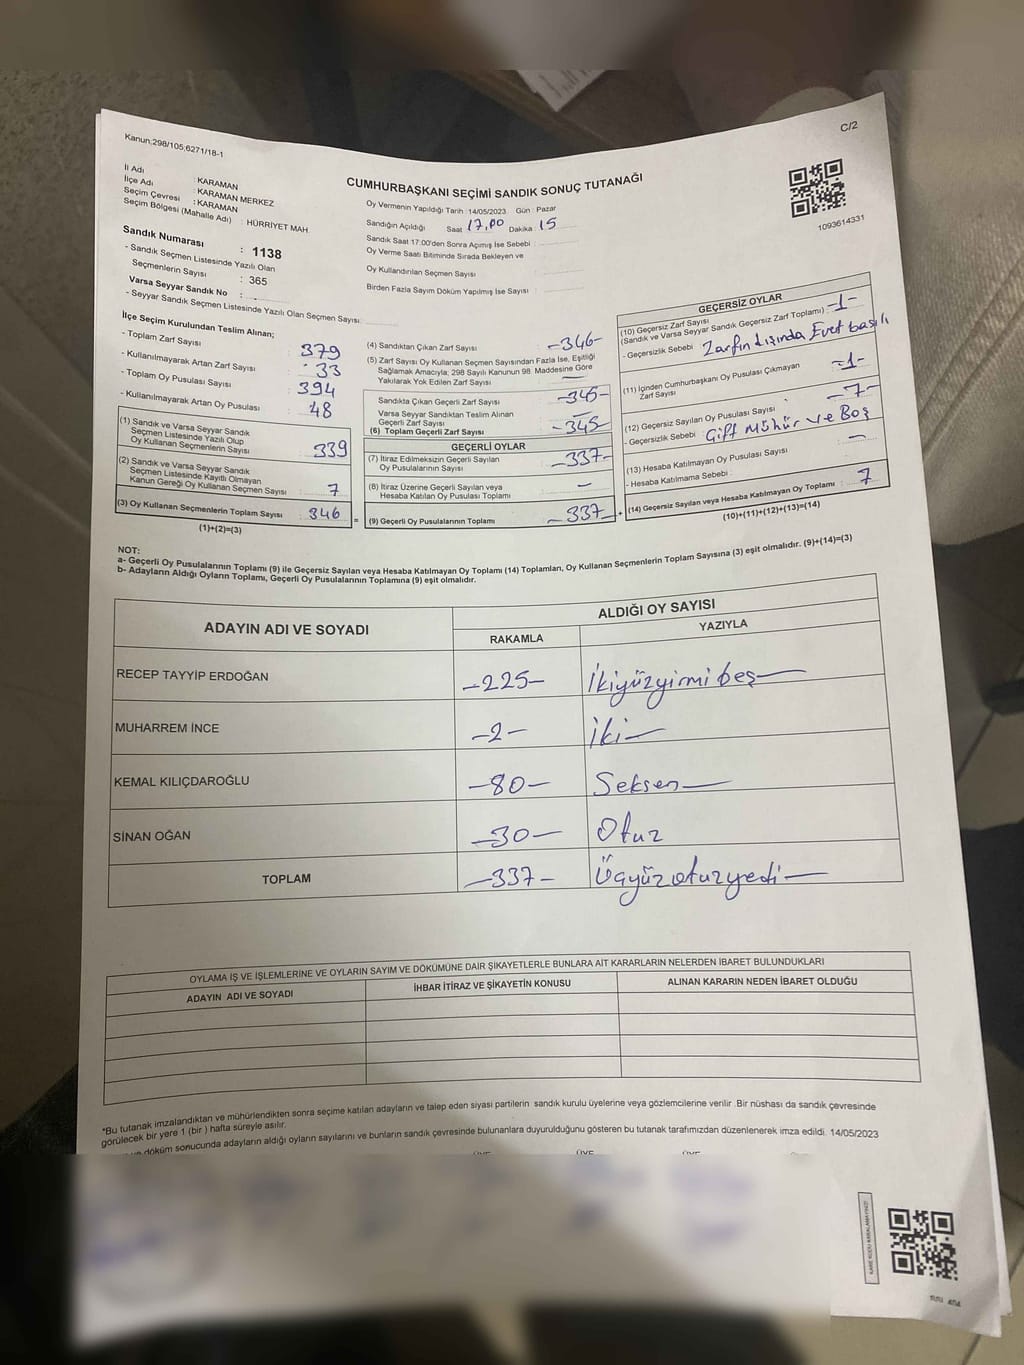 Kanun:298/105;6271/18-1
C/2
CUMHURBAŞKANI SEÇİMİ SANDIK SONUÇ TUTANAĞI
1093614331
İl Adı : KARAMAN
İlçe Adı : KARAMAN MERKEZ
Seçim Çevresi : KARAMAN
Seçim Bölgesi (Mahalle Adı) : HÜRRİYET MAH.
Sandık Numarası : 1138
- Sandık Seçmen Listesinde Yazılı Olan
Seçmenlerin Sayısı : 365
Varsa Seyyar Sandık No :
- Seyyar Sandık Seçmen Listesinde Yazılı Olan Seçmen Sayısı:
Oy Vermenin Yapıldığı Tarih :14/05/2023 Gün : Pazar
Sandığın Açıldığı Saat 17,00 Dakika : 15
Sandık Saat 17:00'den Sonra Açımış İse Sebebi :
Oy Verme Saati Bitiminde Sırada Bekleyen ve
Oy Kullandırılan Seçmen Sayısı :
Birden Fazla Sayım Döküm Yapılmış İse Sayısı :
İlçe Seçim Kurulundan Teslim Alınan;
- Toplam Zarf Sayısı : 379
- Kullanılmayarak Artan Zarf Sayısı : 33
- Toplam Oy Pusulası Sayısı : 394
- Kullanılmayarak Artan Oy Pusulası : 48
(1) Sandık ve Varsa Seyyar Sandık
Seçmen Listesinde Yazılı Olup
Oy Kullanan Seçmenlerin Sayısı : 339
(2) Sandık ve Varsa Seyyar Sandık
Seçmen Listesinde Kayıtlı Olmayan
Kanun Gereği Oy Kullanan Seçmen Sayısı : 7
(3) Oy Kullanan Seçmenlerin Toplam Sayısı : 346
(1)+(2)=(3)
(4) Sandıktan Çıkan Zarf Sayısı : -346-
(5) Zarf Sayısı Oy Kullanan Seçmen Sayısından Fazla İse, Eşitliği
Sağlamak Amacıyla; 298 Sayılı Kanunun 98. Maddesine Göre
Yakılarak Yok Edilen Zarf Sayısı : —
Sandıkta Çıkan Geçerli Zarf Sayısı : -345-
Varsa Seyyar Sandıktan Teslim Alınan
Geçerli Zarf Sayısı : —
(6) Toplam Geçerli Zarf Sayısı : -345-
GEÇERLİ OYLAR
(7) İtiraz Edilmeksizin Geçerli Sayılan
Oy Pusulalarının Sayısı : -337-
(8) İtiraz Üzerine Geçerli Sayılan veya
Hesaba Katılan Oy Pusulası Toplamı : —
=
(9) Geçerli Oy Pusulalarının Toplamı : -337-
+
GEÇERSİZ OYLAR
(10) Geçersiz Zarf Sayısı
(Sandık ve Varsa Seyyar Sandık Geçersiz Zarf Toplamı) : -1-
- Geçersizlik Sebebi : Zarfın dışında Evet basılı
(11) İçinden Cumhurbaşkanı Oy Pusulası Çıkmayan
Zarf Sayısı : -1-
(12) Geçersiz Sayılan Oy Pusulası Sayısı : -7-
- Geçersizlik Sebebi : Çift Mühür ve Boş
(13) Hesaba Katılmayan Oy Pusulası Sayısı : —
- Hesaba Katılmama Sebebi :
(14) Geçersiz Sayılan veya Hesaba Katılmayan Oy Toplamı : 7
(10)+(11)+(12)+(13)=(14)
NOT:
a- Geçerli Oy Pusulalarının Toplamı (9) ile Geçersiz Sayılan veya Hesaba Katılmayan Oy Toplamı (14) Toplamları, Oy Kullanan Seçmenlerin Toplam Sayısına (3) eşit olmalıdır. (9)+(14)=(3)
b- Adayların Aldığı Oyların Toplamı, Geçerli Oy Pusulalarının Toplamına (9) eşit olmalıdır.
ADAYIN ADI VE SOYADI
ALDIĞI OY SAYISI
RAKAMLA YAZIYLA
RECEP TAYYİP ERDOĞAN -225- İkiyüzyirmi beş
MUHARREM İNCE -2- İki
KEMAL KILIÇDAROĞLU -80- Seksen
SİNAN OĞAN -30- Otuz
TOPLAM -337- Üçyüzotuzyedi
OYLAMA İŞ VE İŞLEMLERİNE VE OYLARIN SAYIM VE DÖKÜMÜNE DAİR ŞİKAYETLERLE BUNLARA AİT KARARLARIN NELERDEN İBARET BULUNDUKLARI
ADAYIN ADI VE SOYADI İHBAR İTİRAZ VE ŞİKAYETİN KONUSU ALINAN KARARIN NEDEN İBARET OLDUĞU
*Bu tutanak imzalandıktan ve mühürlendikten sonra seçime katılan adayların ve talep eden siyasi partilerin sandık kurulu üyelerine veya gözlemcilerine verilir .Bir nüshası da sandık çevresinde
görülecek bir yere 1 (bir ) hafta süreyle asılır.
döküm sonucunda adayların aldığı oyların sayılarını ve bunların sandık çevresinde bulunanlara duyurulduğunu gösteren bu tutanak tarafımızdan düzenlenerek imza edildi. 14/05/2023